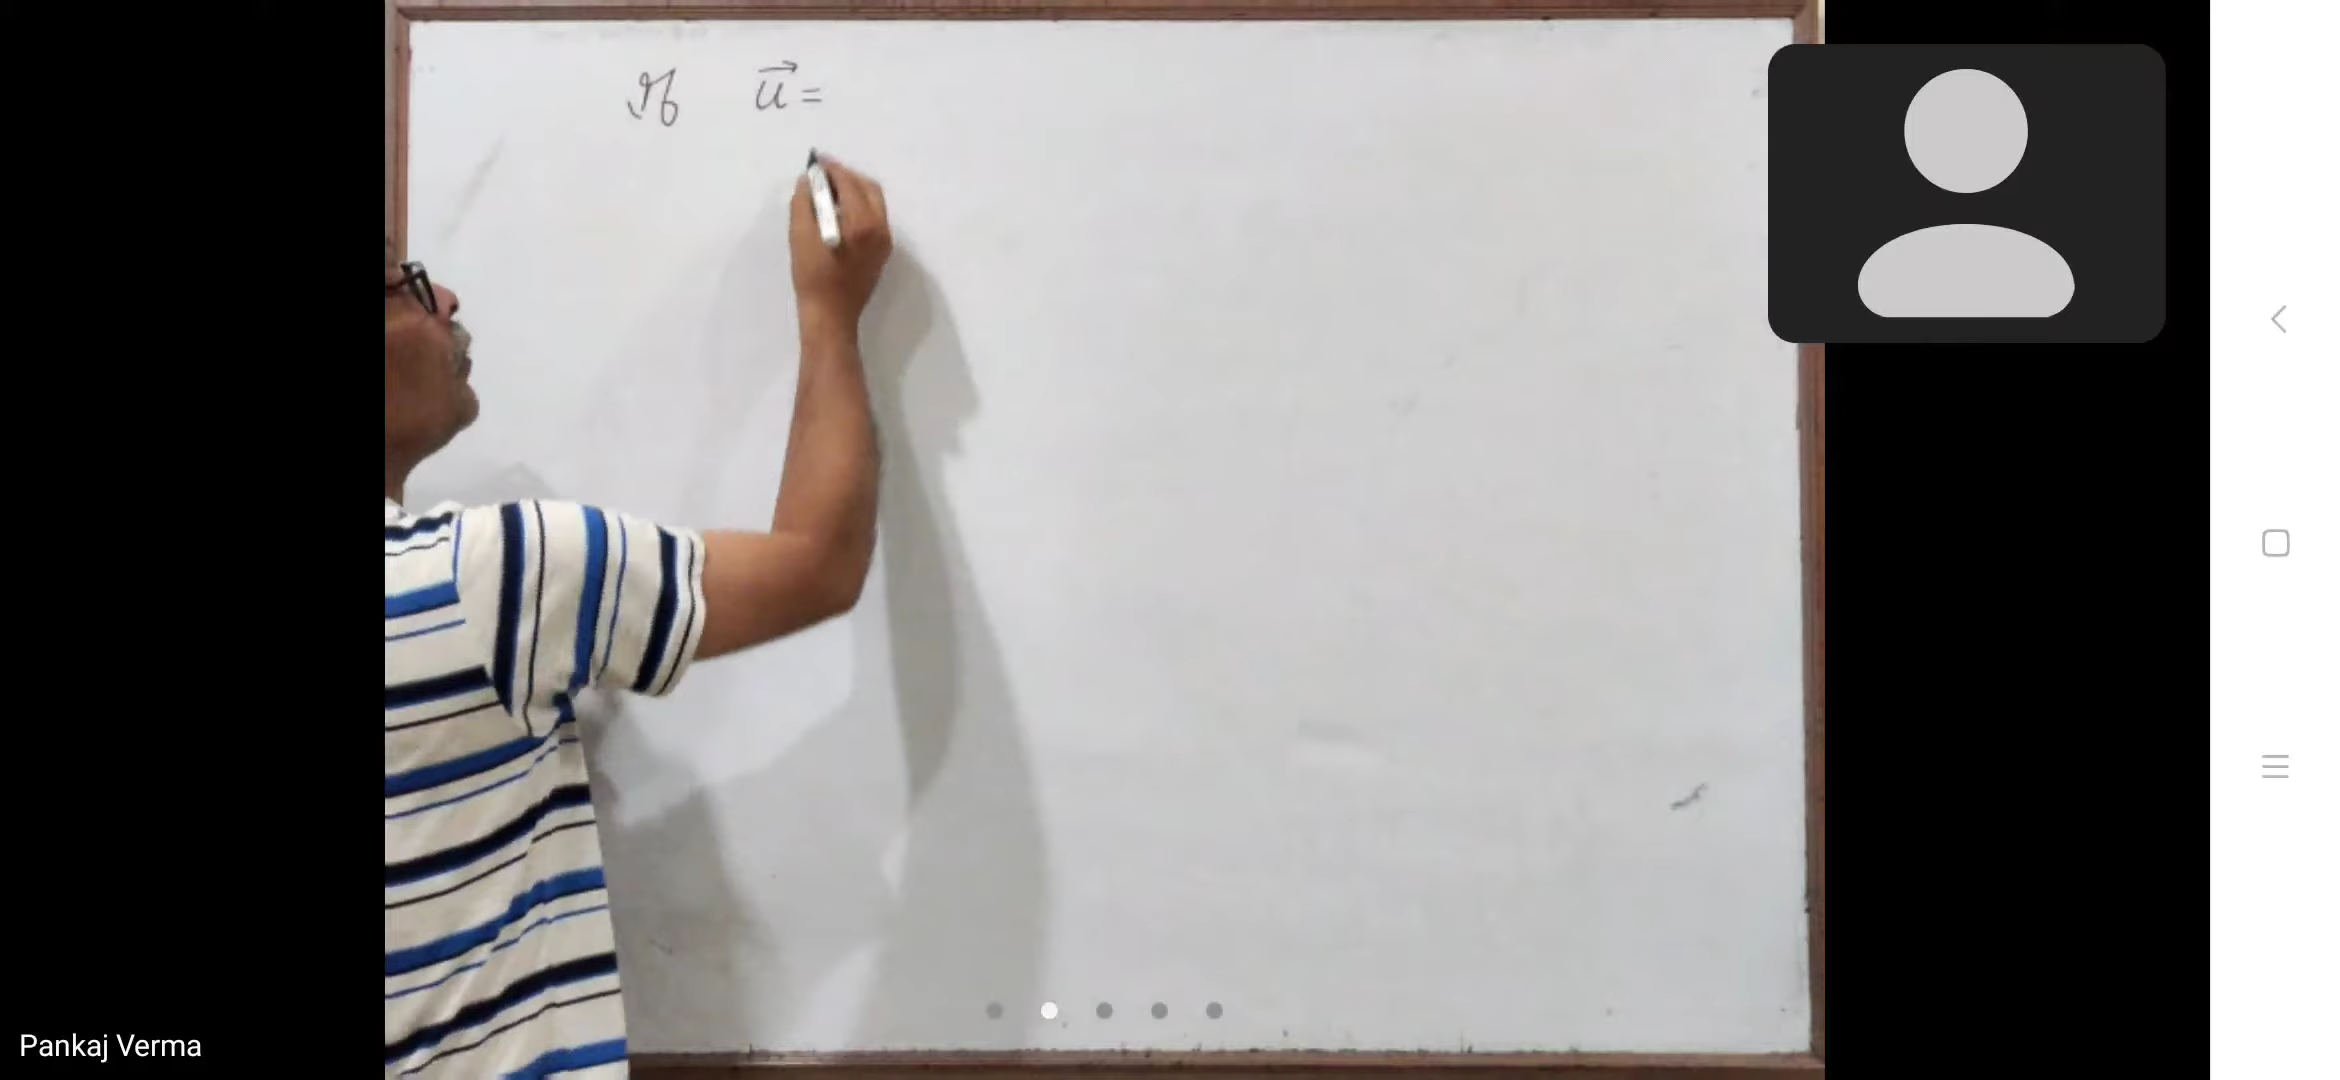 If u⃗ =
Pankaj Verma